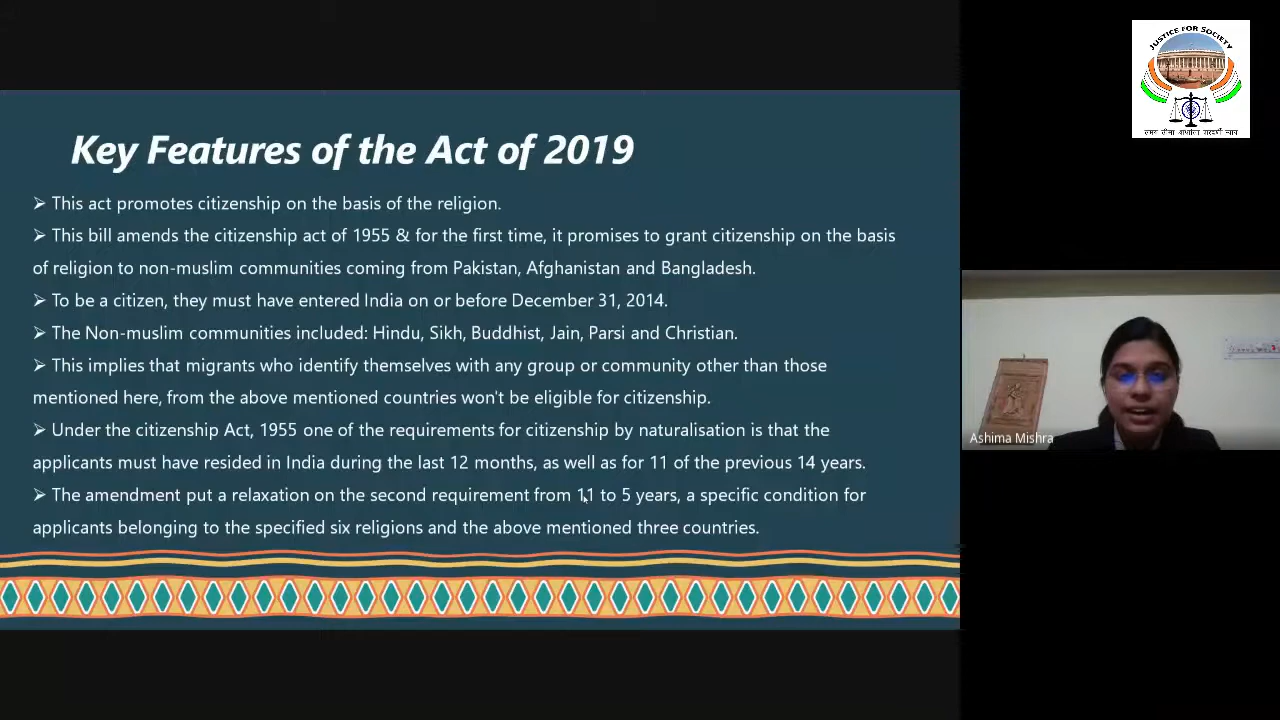 Key Features of the Act of 2019
➢ This act promotes citizenship on the basis of the religion.
➢ This bill amends the citizenship act of 1955 & for the first time, it promises to grant citizenship on the basis
of religion to non-muslim communities coming from Pakistan, Afghanistan and Bangladesh.
➢ To be a citizen, they must have entered India on or before December 31, 2014.
➢ The Non-muslim communities included: Hindu, Sikh, Buddhist, Jain, Parsi and Christian.
➢ This implies that migrants who identify themselves with any group or community other than those
mentioned here, from the above mentioned countries won't be eligible for citizenship.
➢ Under the citizenship Act, 1955 one of the requirements for citizenship by naturalisation is that the
applicants must have resided in India during the last 12 months, as well as for 11 of the previous 14 years.
➢ The amendment put a relaxation on the second requirement from 11 to 5 years, a specific condition for
applicants belonging to the specified six religions and the above mentioned three countries.
JUSTICE FOR SOCIETY
Ashima Mishra